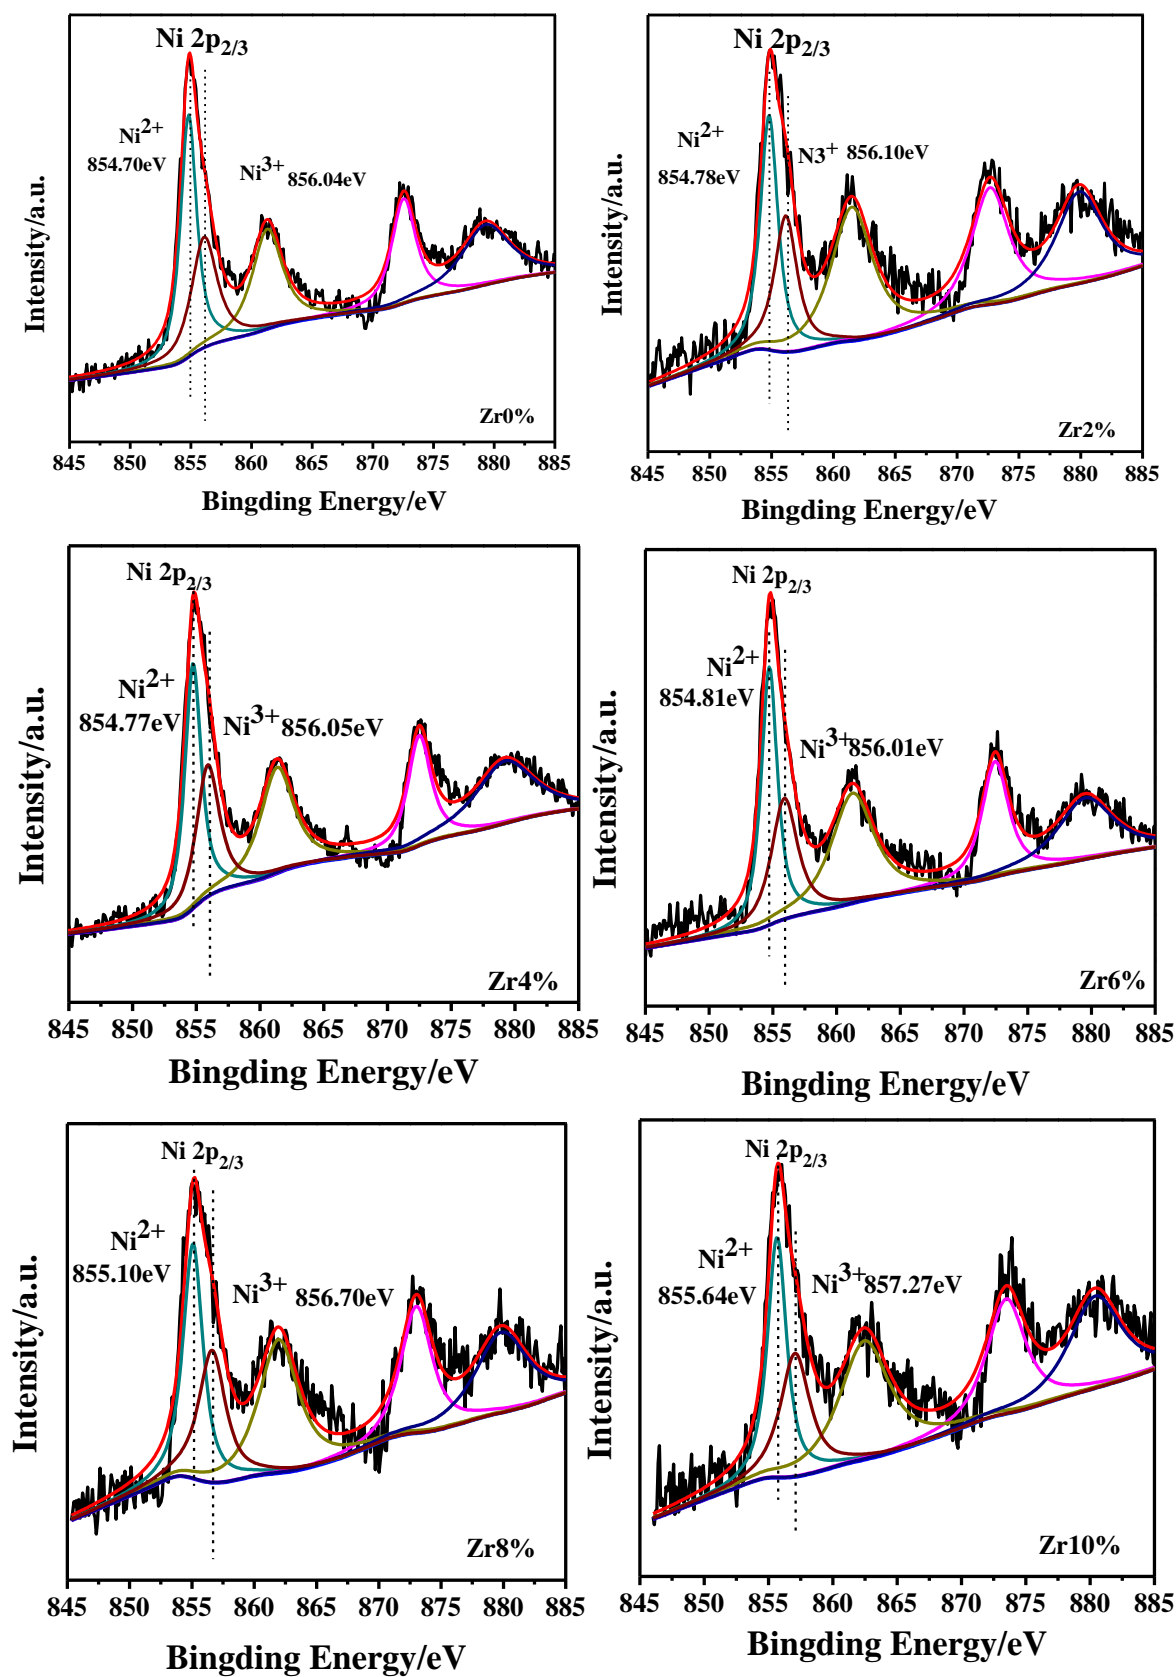 Ni 2p2/3
Ni2+
854.70eV
Ni3+ 856.04eV
Zr0%
Intensity/a.u.
845 850 855 860 865 870 875 880 885
Bingding Energy/eV
Ni 2p2/3
Ni2+
854.78eV
N3+ 856.10eV
Zr2%
Intensity/a.u.
845 850 855 860 865 870 875 880 885
Bingding Energy/eV
Ni 2p2/3
Ni2+
854.77eV
Ni3+ 856.05eV
Zr4%
Intensity/a.u.
845 850 855 860 865 870 875 880 885
Bingding Energy/eV
Ni 2p2/3
Ni2+
854.81eV
Ni3+ 856.01eV
Zr6%
Intensity/a.u.
845 850 855 860 865 870 875 880 885
Bingding Energy/eV
Ni 2p2/3
Ni2+
855.10eV
Ni3+ 856.70eV
Zr8%
Intensity/a.u.
845 850 855 860 865 870 875 880 885
Bingding Energy/eV
Ni 2p2/3
Ni2+
855.64eV
Ni3+ 857.27eV
Zr10%
Intensity/a.u.
845 850 855 860 865 870 875 880 885
Bingding Energy/eV